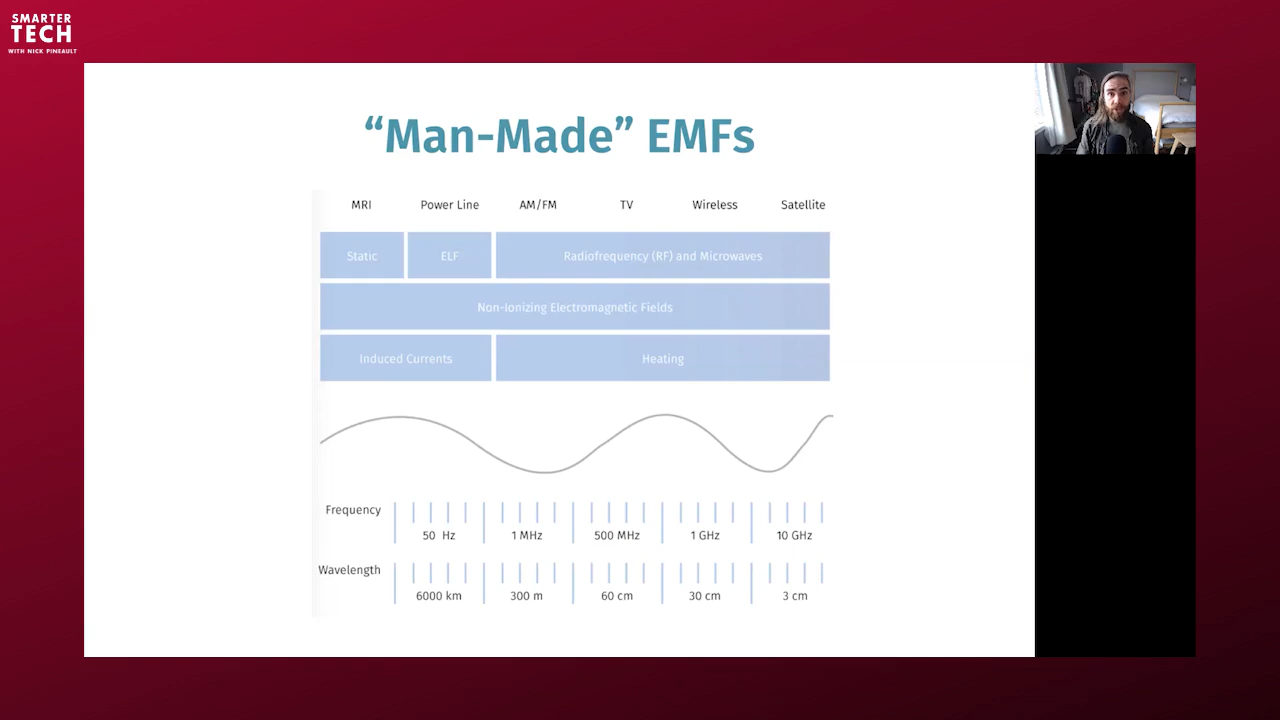 SMARTER
TECH
WITH NICK PINEAULT
“Man-Made” EMFs
MRI Power Line AM/FM TV Wireless Satellite
Static ELF Radiofrequency (RF) and Microwaves
Non-Ionizing Electromagnetic Fields
Induced Currents Heating
Frequency
50 Hz 1 MHz 500 MHz 1 GHz 10 GHz
Wavelength
6000 km 300 m 60 cm 30 cm 3 cm